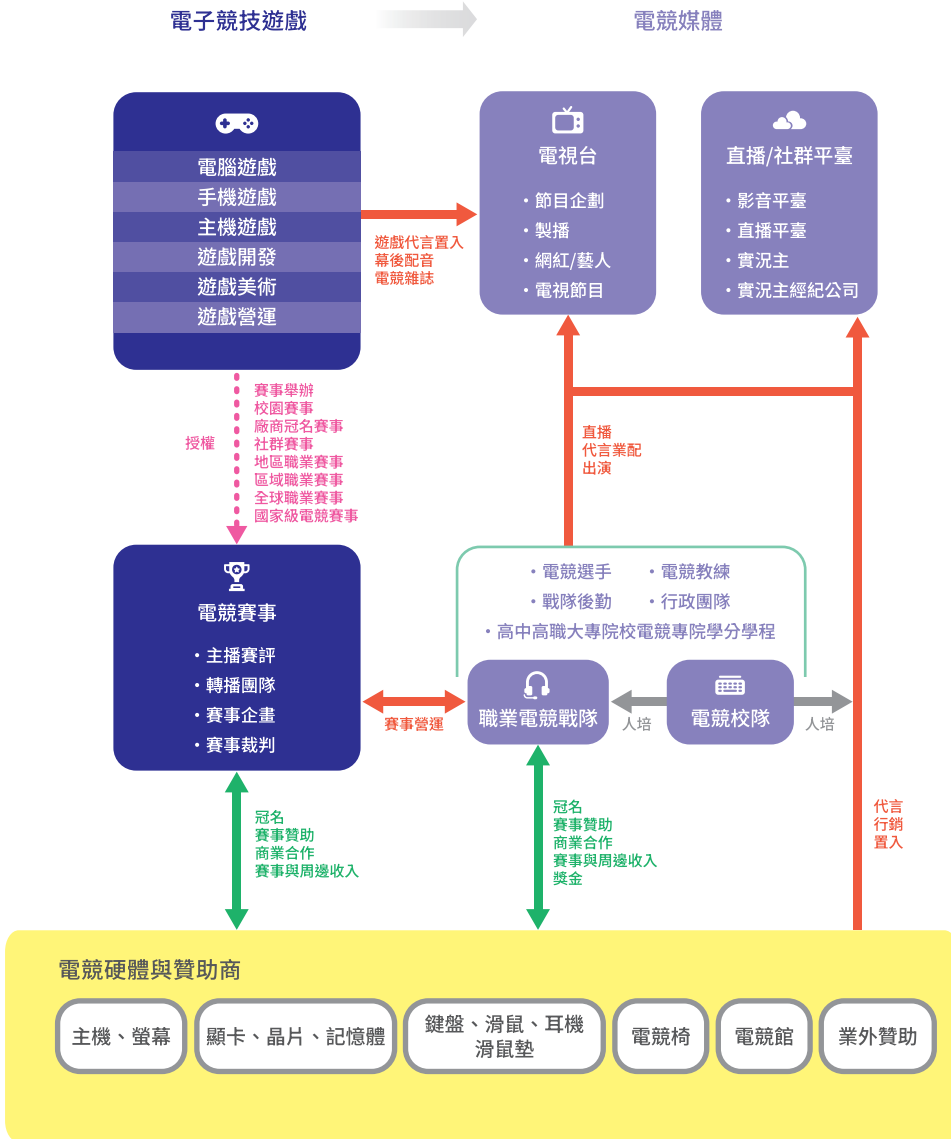 電子競技遊戲
電競媒體
電腦遊戲
手機遊戲
主機遊戲
遊戲開發
遊戲美術
遊戲營運
遊戲代言置入
幕後配音
電競雜誌
電視台
・節目企劃
・製播
・網紅/藝人
・電視節目
直播/社群平臺
・影音平臺
・直播平臺
・實況主
・實況主經紀公司
授權
賽事舉辦
校園賽事
廠商冠名賽事
社群賽事
地區職業賽事
區域職業賽事
全球職業賽事
國家級電競賽事
直播
代言業配
出演
電競賽事
・主播賽評
・轉播團隊
・賽事企畫
・賽事裁判
・電競選手
・電競教練
・戰隊後勤
・行政團隊
・高中高職大專院校電競專院學分學程
賽事營運
職業電競戰隊
人培
電競校隊
人培
冠名
賽事贊助
商業合作
賽事與周邊收入
冠名
賽事贊助
商業合作
賽事與周邊收入
獎金
代言
行銷
置入
電競硬體與贊助商
主機、螢幕
顯卡、晶片、記憶體
鍵盤、滑鼠、耳機
滑鼠墊
電競椅
電競館
業外贊助